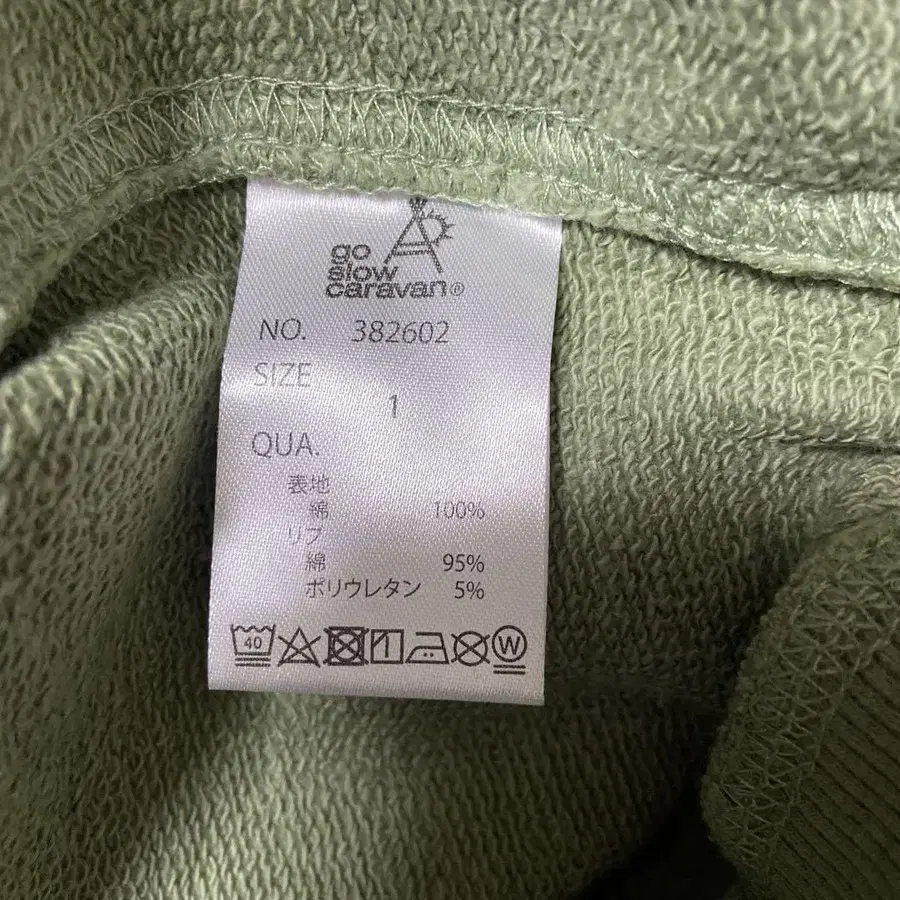 go
slow
caravan®
NO. 382602
SIZE
1
QUA.
表地
綿 100%
リブ
綿 95%
ポリウレタン 5%
40
W